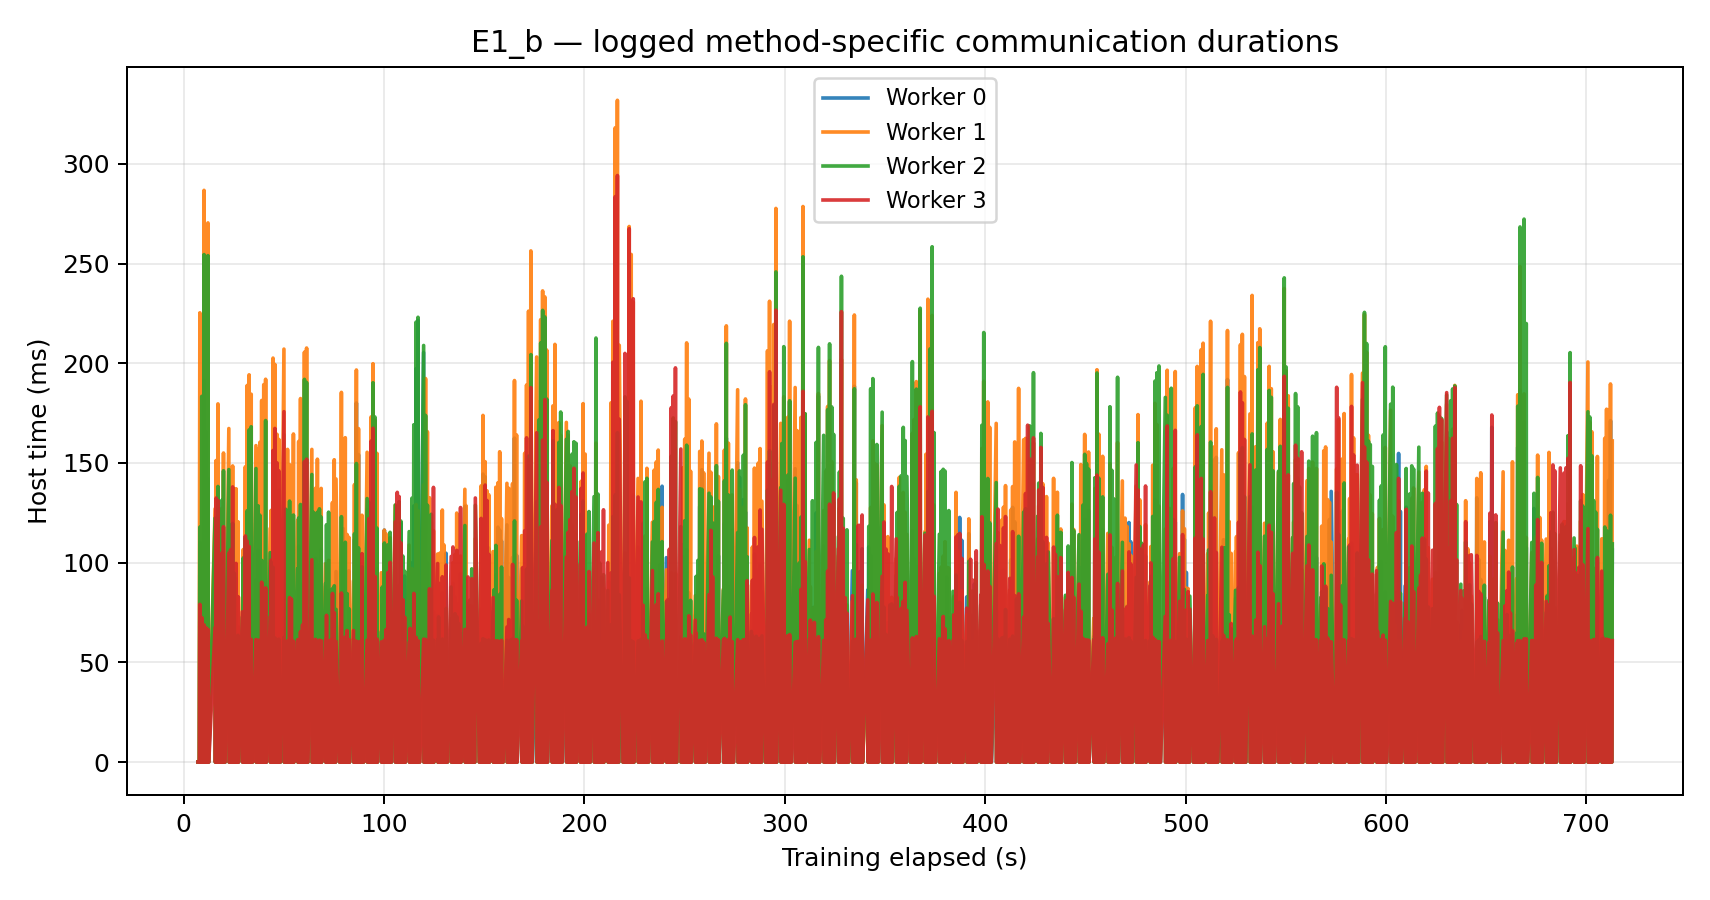 E1_b — logged method-specific communication durations
Worker 0
Worker 1
Worker 2
Worker 3
Host time (ms)
300
250
200
150
100
50
0
0 100 200 300 400 500 600 700
Training elapsed (s)